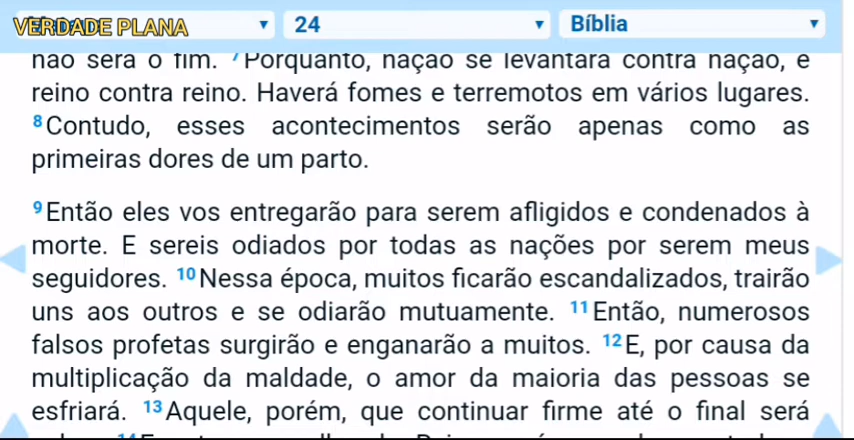 VERDADE PLANA
24
Bíblia
não será o fim. 7Porquanto, nação se levantará contra nação, e
reino contra reino. Haverá fomes e terremotos em vários lugares.
8Contudo, esses acontecimentos serão apenas como as
primeiras dores de um parto.
9Então eles vos entregarão para serem afligidos e condenados à
morte. E sereis odiados por todas as nações por serem meus
seguidores. 10Nessa época, muitos ficarão escandalizados, trairão
uns aos outros e se odiarão mutuamente. 11Então, numerosos
falsos profetas surgirão e enganarão a muitos. 12E, por causa da
multiplicação da maldade, o amor da maioria das pessoas se
esfriará. 13Aquele, porém, que continuar firme até o final será